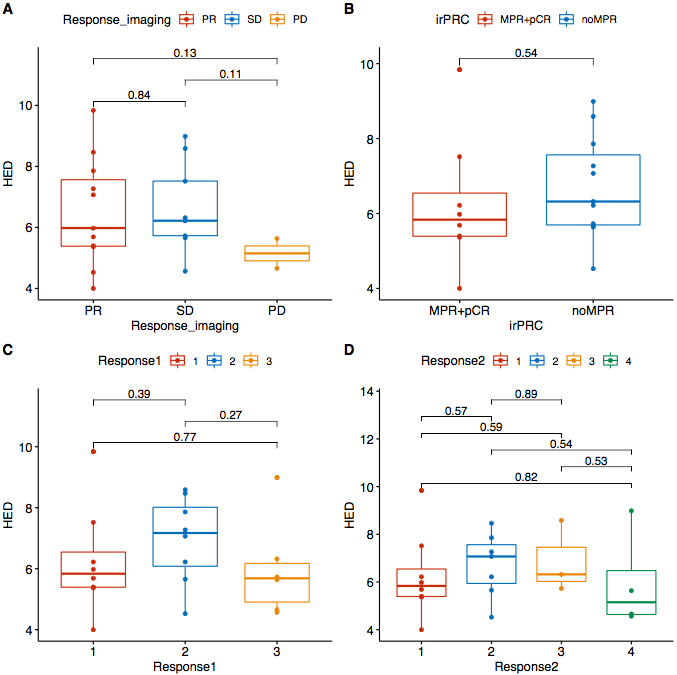 A
Response_imaging PR SD PD
HED
10
8
6
4
0.13
0.11
0.84
PR SD PD
Response_imaging
B
irPRC MPR+pCR noMPR
HED
10
8
6
4
0.54
MPR+pCR noMPR
irPRC
C
Response1 1 2 3
HED
10
8
6
4
0.39
0.27
0.77
1 2 3
Response1
D
Response2 1 2 3 4
HED
14
12
10
8
6
4
0.89
0.57
0.59
0.54
0.53
0.82
1 2 3 4
Response2